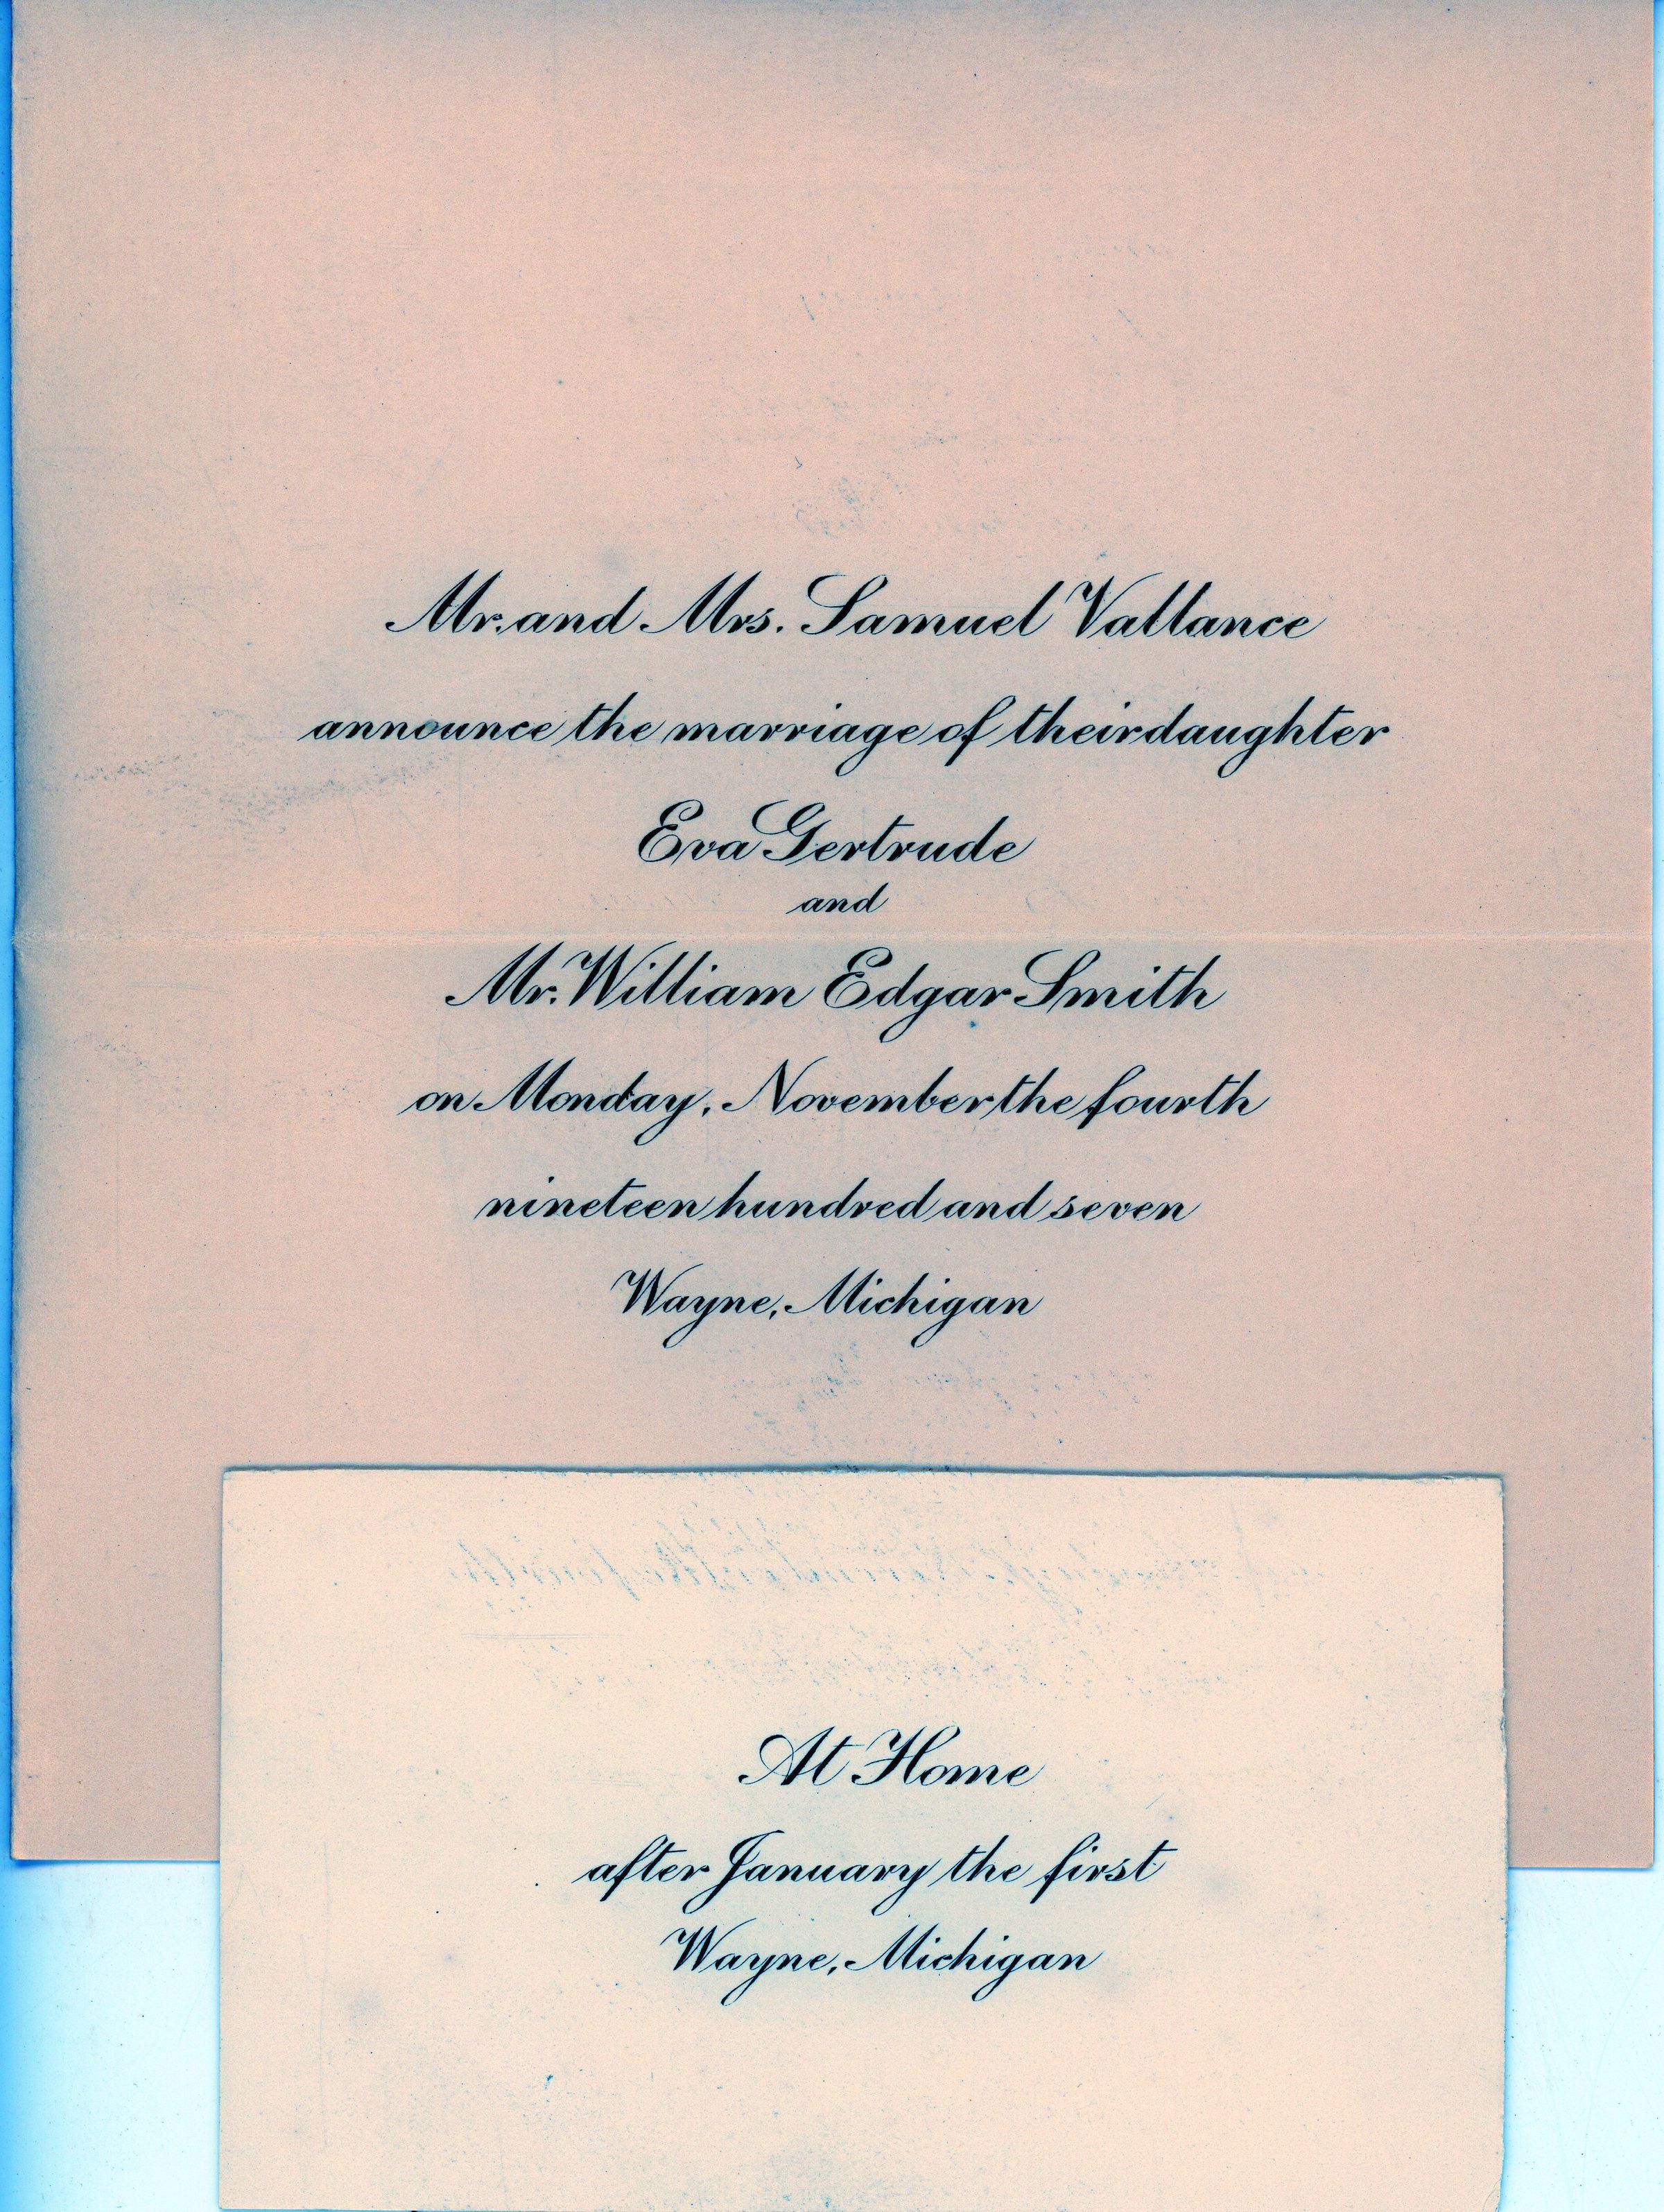 Mr. and Mrs. Samuel Vallance
announce the marriage of their daughter
Eva Gertrude
and
Mr. William Edgar Smith
on Monday, November the fourth
nineteen hundred and seven
Wayne, Michigan
At Home
after January the first
Wayne, Michigan